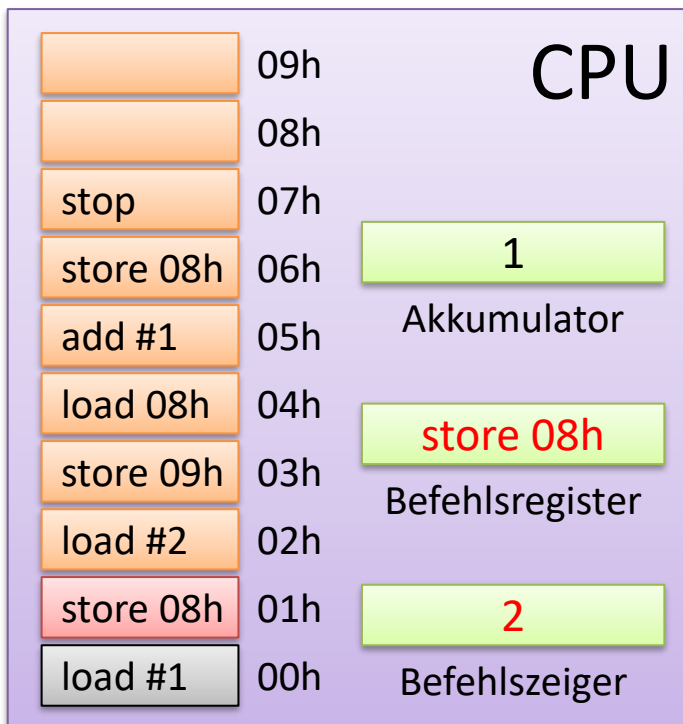 CPU
09h
08h
stop 07h
store 08h 06h
add #1 05h
load 08h 04h
store 09h 03h
load #2 02h
store 08h 01h
load #1 00h
1
Akkumulator
store 08h
Befehlsregister
2
Befehlszeiger